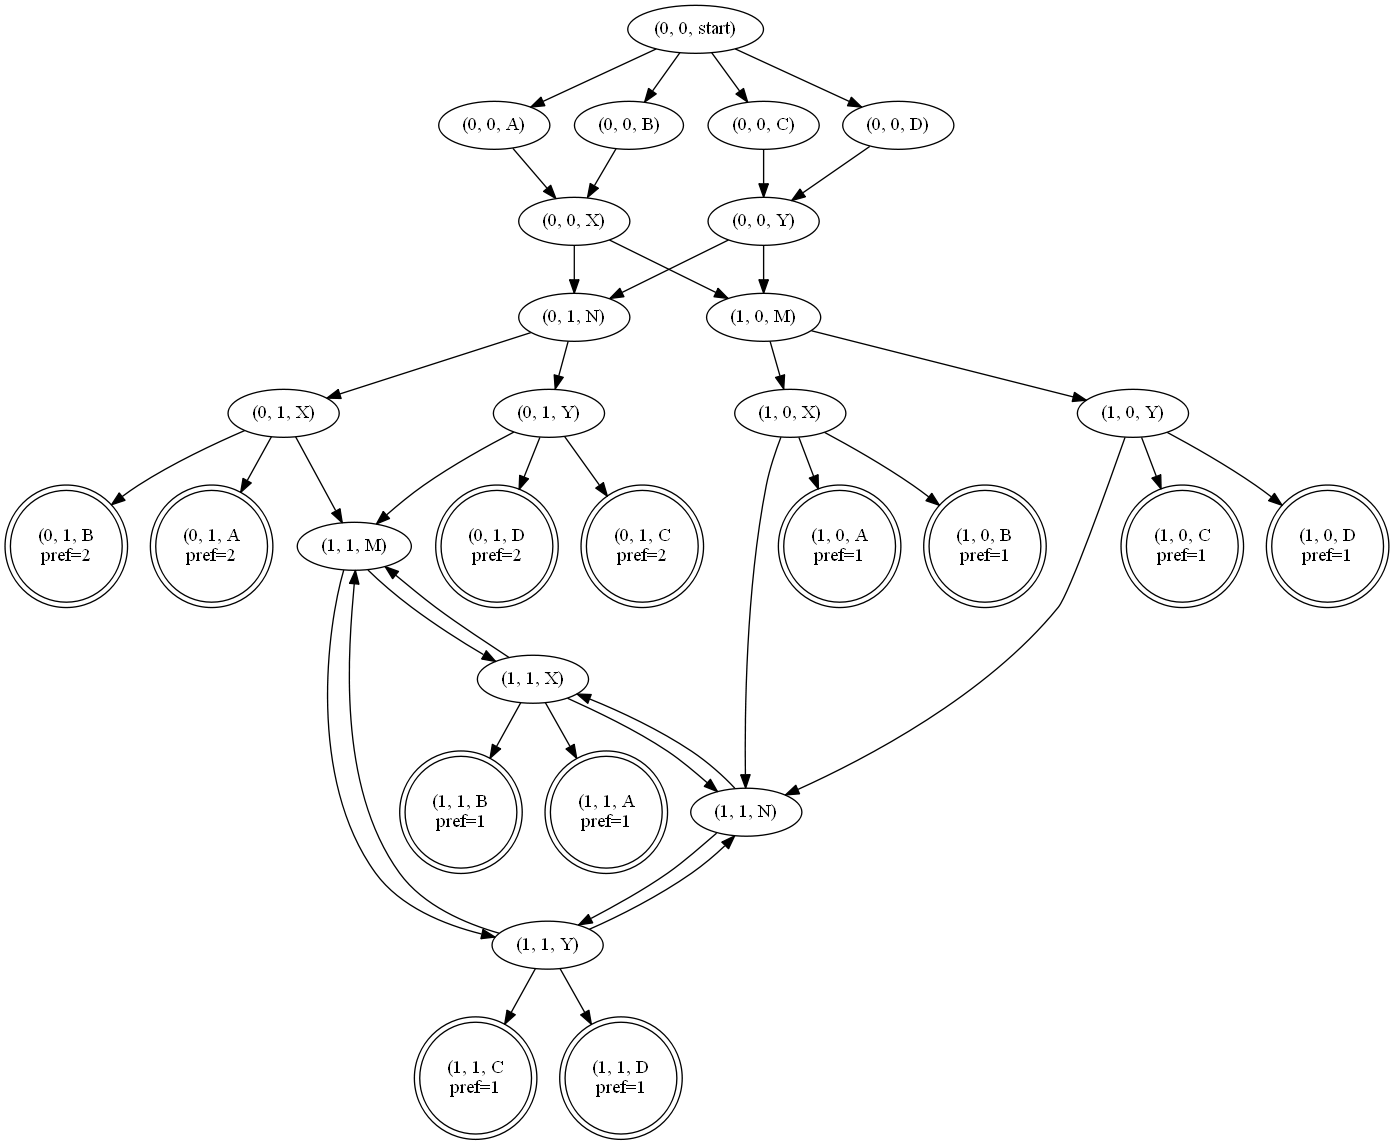 (0, 0, start)
(0, 0, A)
(0, 0, B)
(0, 0, C)
(0, 0, D)
(0, 0, X)
(0, 0, Y)
(0, 1, N)
(1, 0, M)
(0, 1, X)
(0, 1, Y)
(1, 0, X)
(1, 0, Y)
(0, 1, B
pref=2
(0, 1, A
pref=2
(1, 1, M)
(0, 1, D
pref=2
(0, 1, C
pref=2
(1, 0, A
pref=1
(1, 0, B
pref=1
(1, 0, C
pref=1
(1, 0, D
pref=1
(1, 1, X)
(1, 1, B
pref=1
(1, 1, A
pref=1
(1, 1, N)
(1, 1, Y)
(1, 1, C
pref=1
(1, 1, D
pref=1